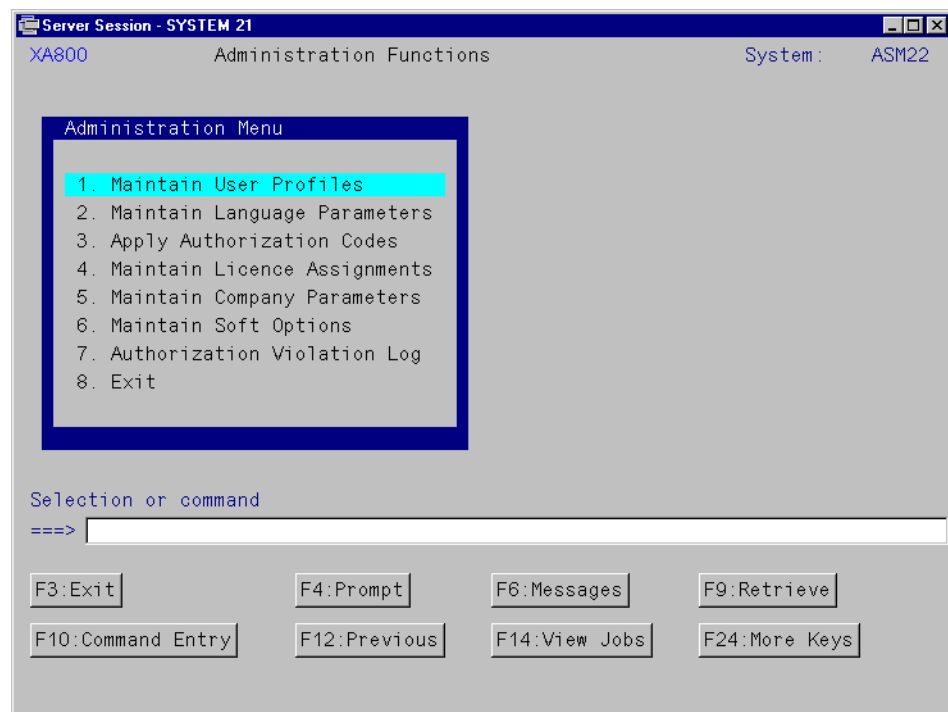 Server Session - SYSTEM 21
XA800 Administration Functions System: ASM22
Administration Menu
1. Maintain User Profiles
2. Maintain Language Parameters
3. Apply Authorization Codes
4. Maintain Licence Assignments
5. Maintain Company Parameters
6. Maintain Soft Options
7. Authorization Violation Log
8. Exit
Selection or command
===>
F3:Exit F4:Prompt F6:Messages F9:Retrieve
F10:Command Entry F12:Previous F14:View Jobs F24:More Keys